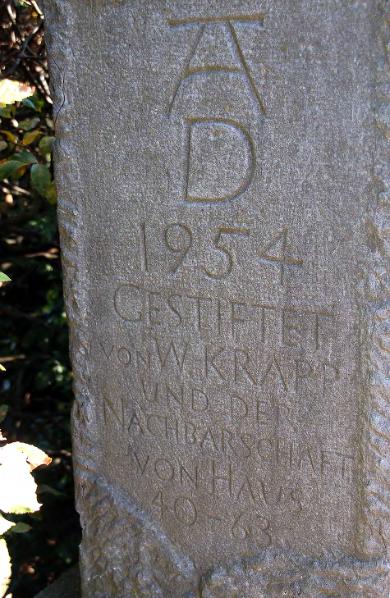 A
D
1954
GESTIFTET
VON W. KRAPP
UND DER
NACHBARSCHAFT
VON HAUS
40-63